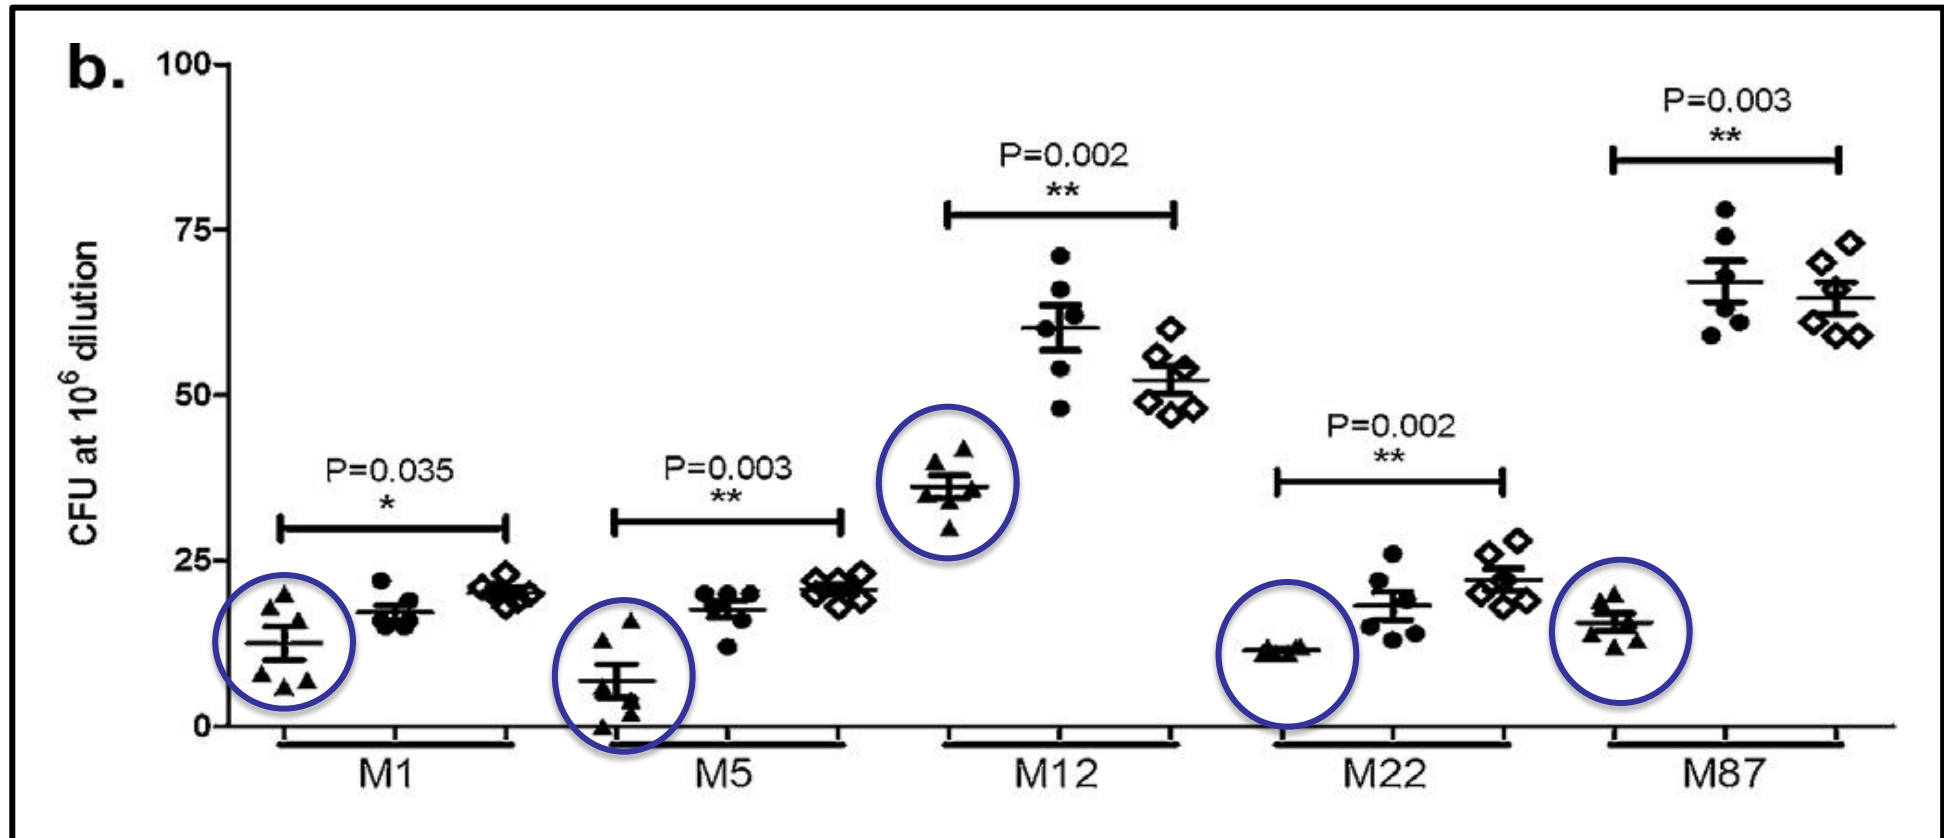 b.
100
75
50
25
0
CFU at 10⁶ dilution
P=0.035
*
P=0.003
**
P=0.002
**
P=0.002
**
P=0.003
**
M1
M5
M12
M22
M87